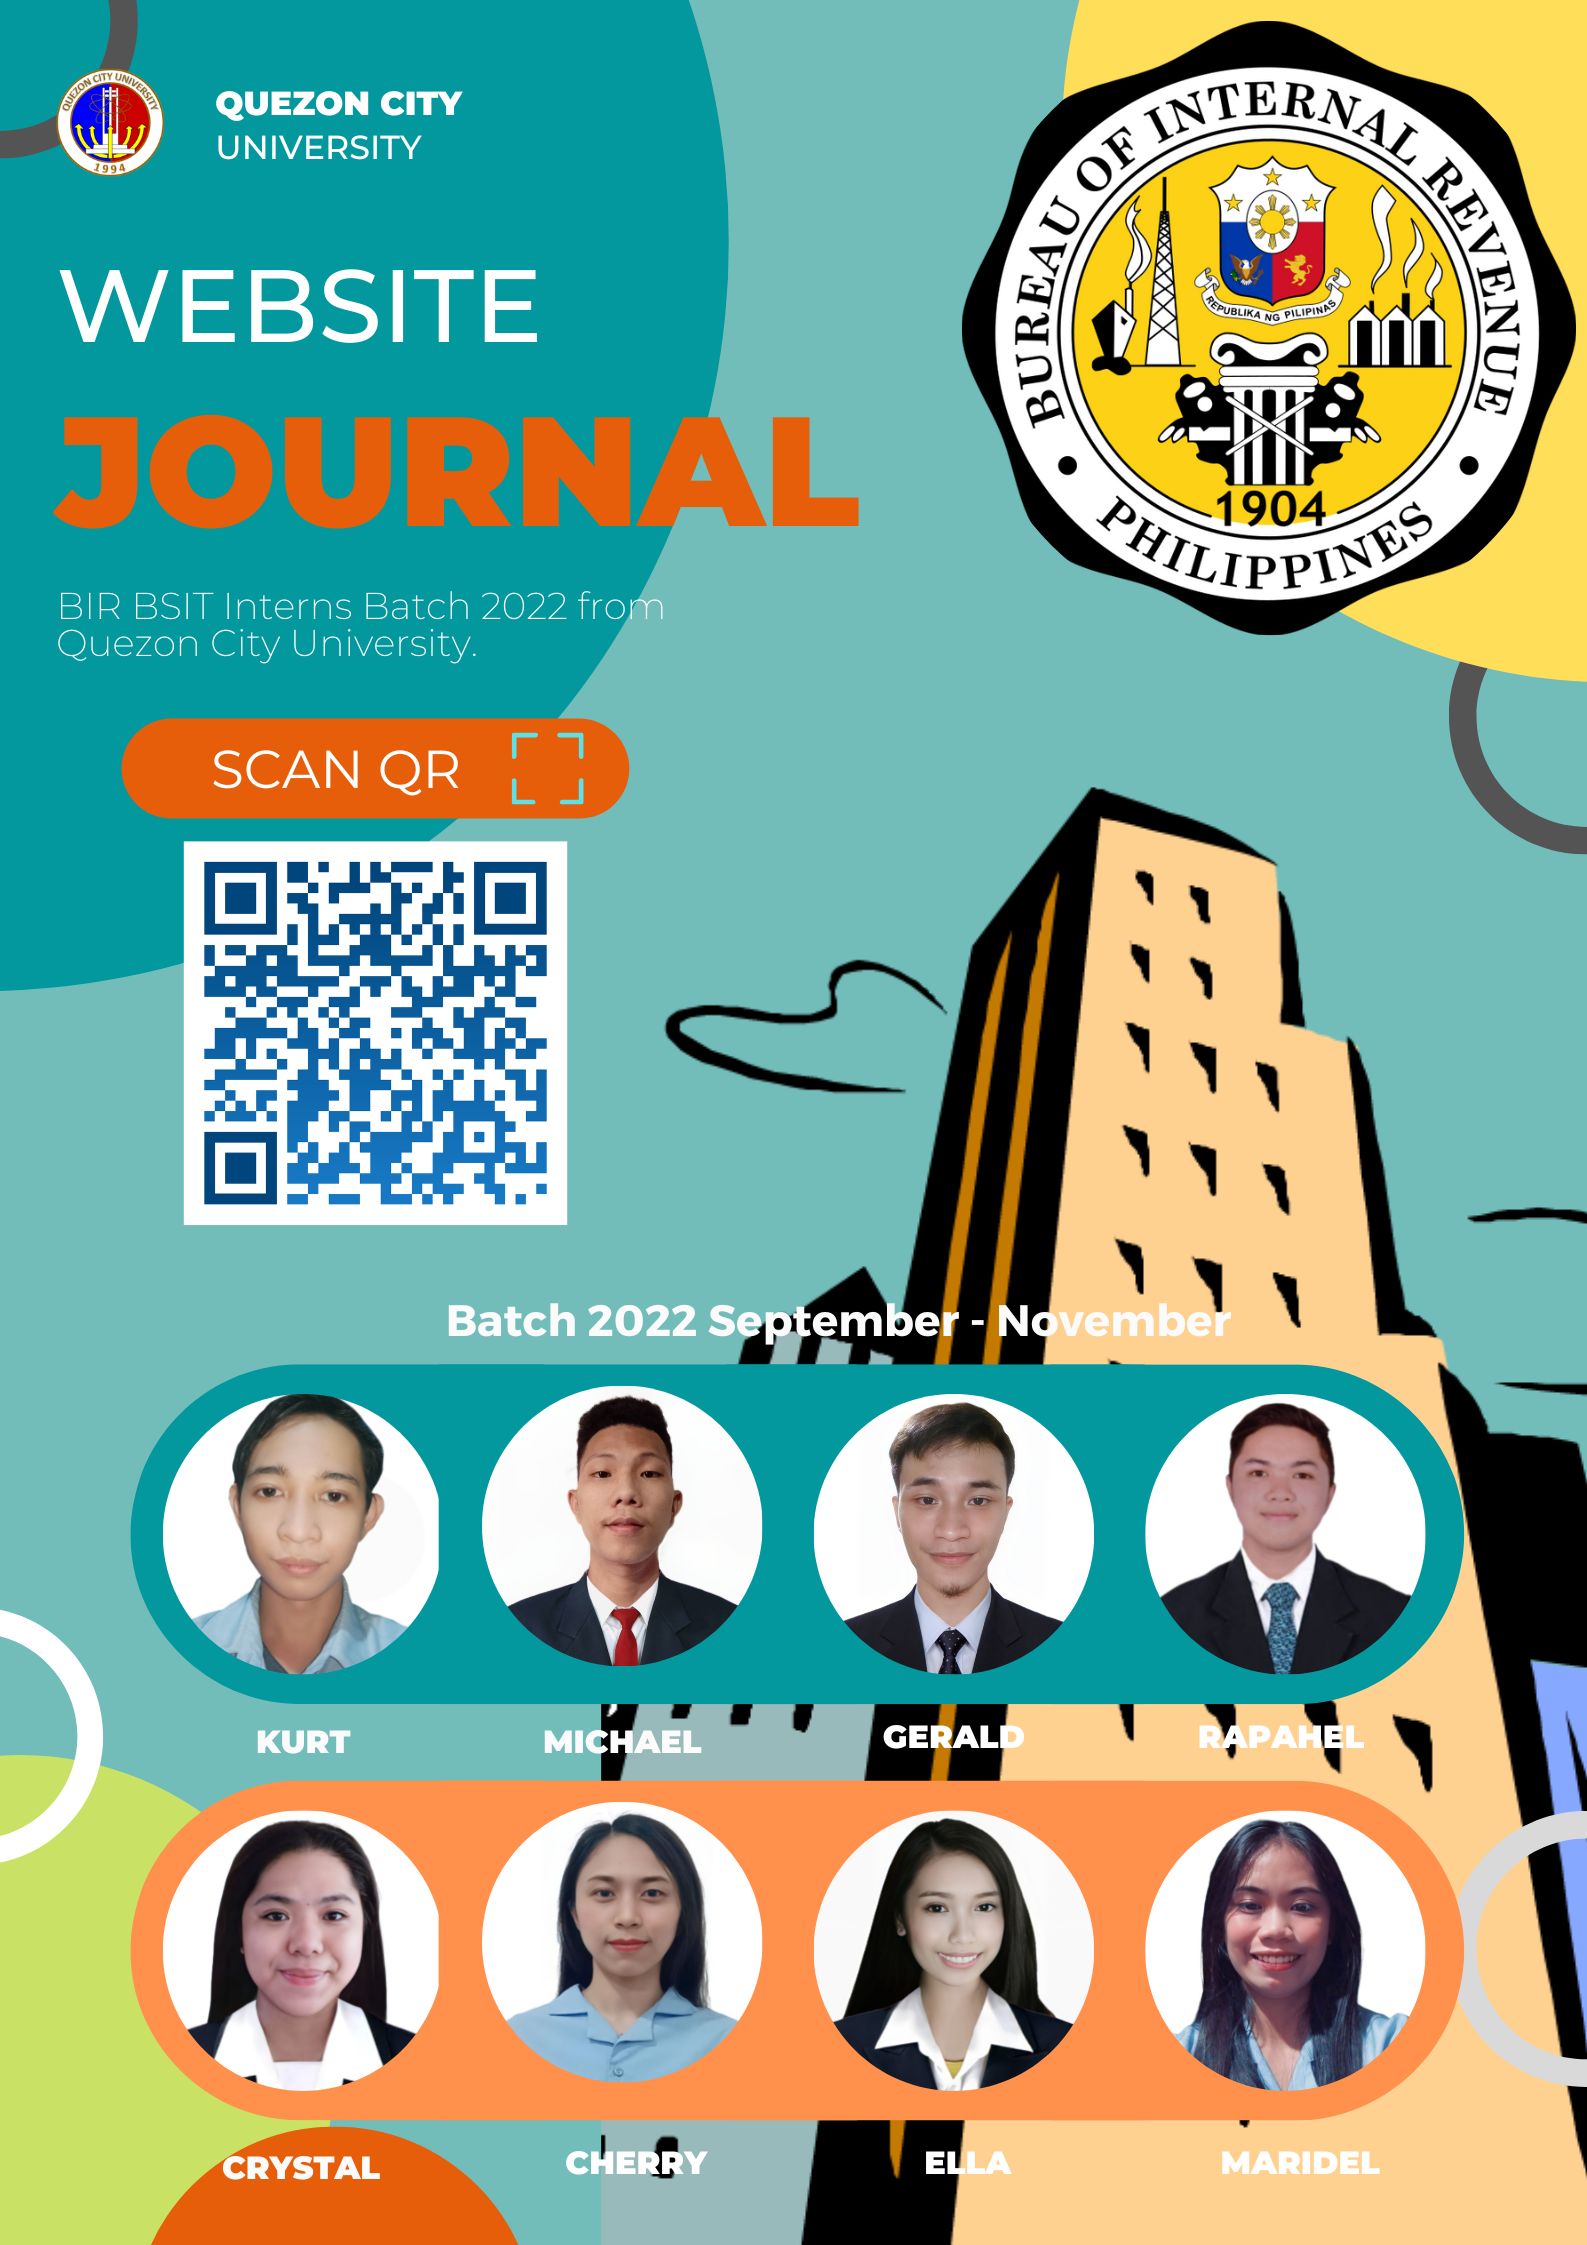 QUEZON CITY UNIVERSITY
1994
QUEZON CITY
UNIVERSITY
BUREAU OF INTERNAL REVENUE
REPUBLIKA NG PILIPINAS
1904
PHILIPPINES
WEBSITE
JOURNAL
BIR BSIT Interns Batch 2022 from
Quezon City University.
SCAN QR
Batch 2022 September - November
KURT
MICHAEL
GERALD
RAPAHEL
CRYSTAL
CHERRY
ELLA
MARIDEL